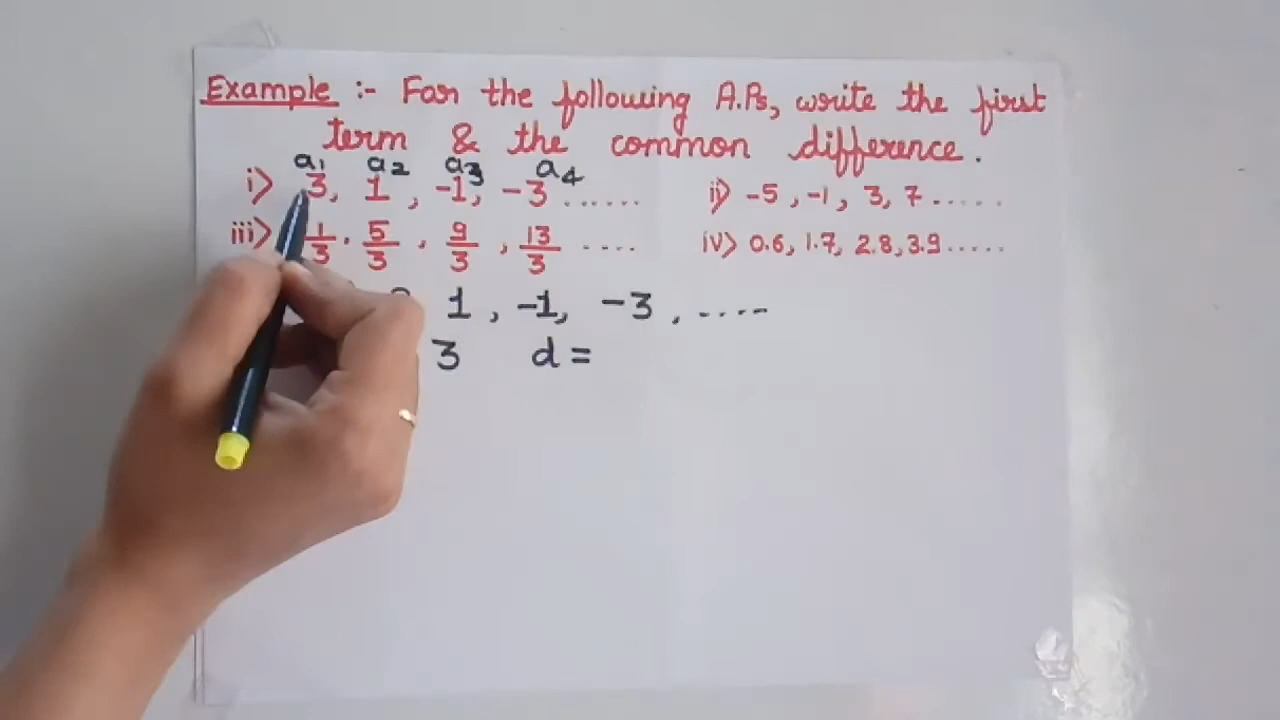 Example :- For the following A.Ps, write the first
term & the common difference.
a1 a2 a3 a4
i> 3, 1, -1, -3 ...... ii> -5, -1, 3, 7 .....
iii> 1/3, 5/3, 9/3, 13/3 .... iv> 0.6, 1.7, 2.8, 3.9 .....
1, -1, -3, ....
3 d =